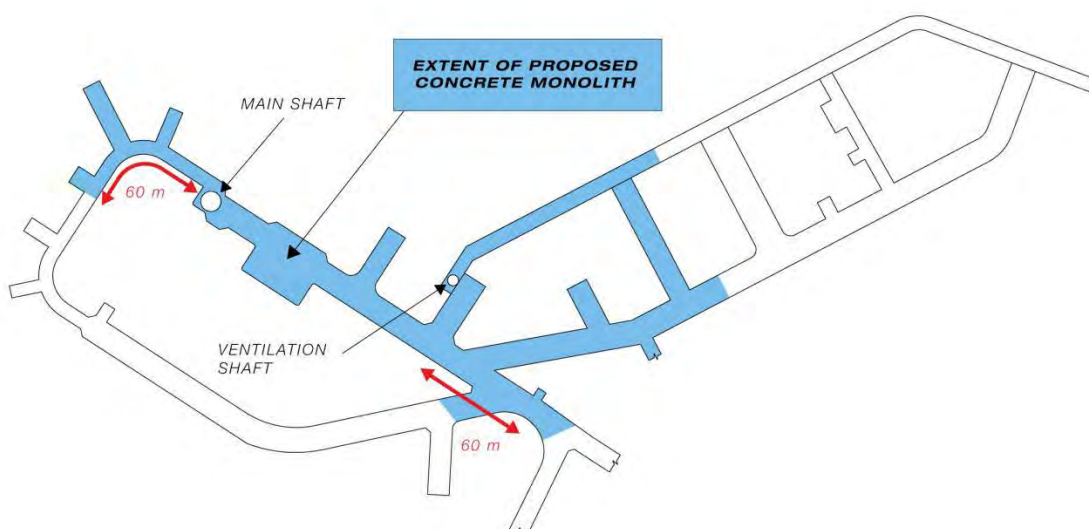 EXTENT OF PROPOSED
CONCRETE MONOLITH
MAIN SHAFT
60 m
VENTILATION
SHAFT
60 m